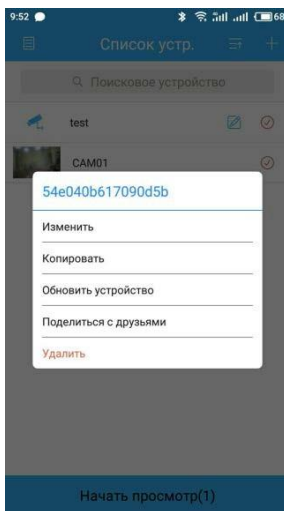 9:52 68
Список устр.
Поисковое устройство
test
CAM01
54e040b617090d5b
Изменить
Копировать
Обновить устройство
Поделиться с друзьями
Удалить
Начать просмотр(1)